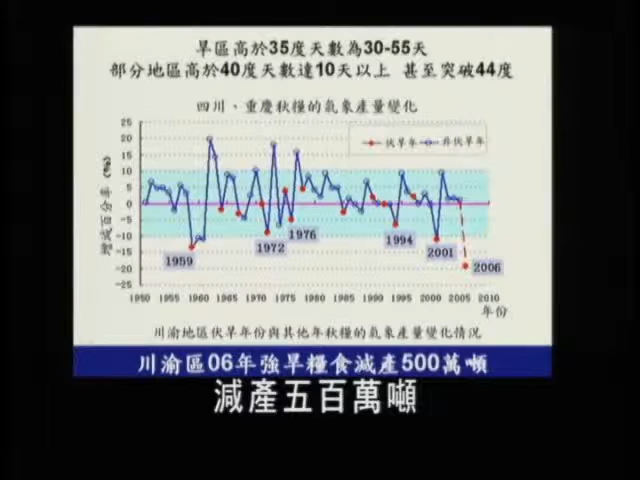 旱區高於35度天數為30-55天
部分地區高於40度天數達10天以上 甚至突破44度
四川、重慶秋糧的氣象產量變化
增減百分率 (%)
25
20
15
10
5
0
-5
-10
-15
-20
-25
伏旱年 非伏旱年
1959
1972
1976
1994
2001
2006
1950 1955 1960 1965 1970 1975 1980 1985 1990 1995 2000 2005 2010
年份
川渝地區伏旱年份與其他年秋糧的氣象產量變化情況
川渝區06年強旱糧食減產500萬噸
減產五百萬噸